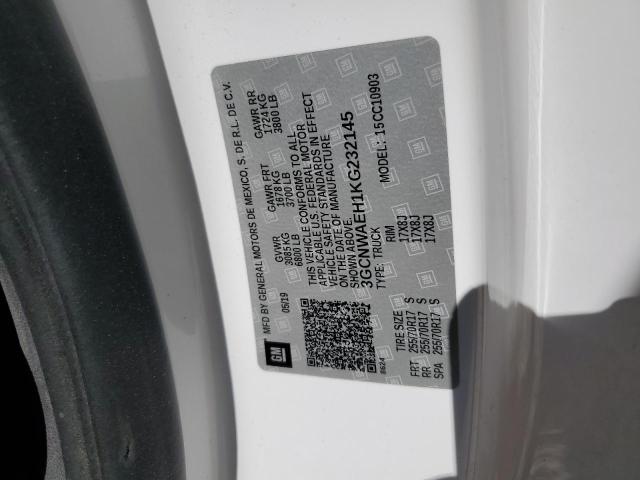 MFD BY GENERAL MOTORS DE MEXICO, S. DE R.L. DE C.V.
05/19
GVWR GAWR FRT GAWR RR
3085 KG 1678 KG 1724 KG
6800 LB 3700 LB 3800 LB
THIS VEHICLE CONFORMS TO ALL
APPLICABLE U.S. FEDERAL MOTOR
VEHICLE SAFETY STANDARDS IN EFFECT
ON THE DATE OF MANUFACTURE
SHOWN ABOVE.
3GCNWAEH1KG232145
TYPE: TRUCK MODEL: 15CC10903
GM
8624
TIRE SIZE RIM
FRT 255/70R17 S 17X8J
RR 255/70R17 S 17X8J
SPA 255/70R17 S 17X8J